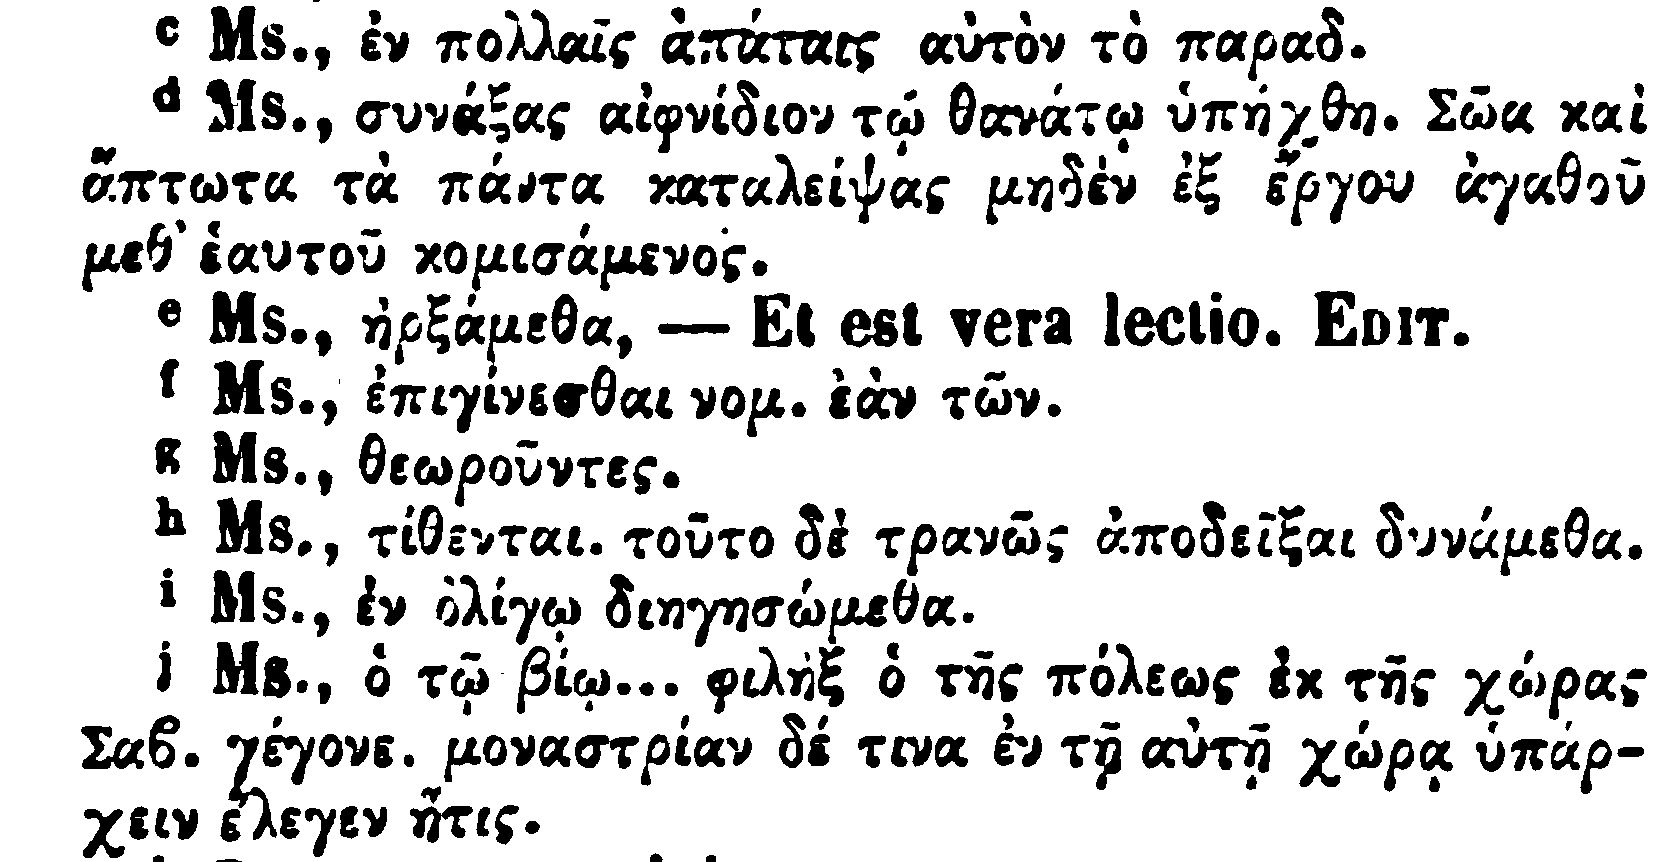 c Ms., ἐν πολλαῖς ἀπάταις αὐτὸν τὸ παραδ.
d Ms., συνάξας αἰφνίδιον τῷ θανάτῳ ὑπήχθη. Σῶα καὶ
ἄπτωτα τὰ πάντα καταλείψας μηδὲν ἐξ ἔργου ἀγαθοῦ
μεθ' ἑαυτοῦ κομισάμενος.
e Ms., ἠρξάμεθα, — Et est vera lectio. EDIT.
f Ms., ἐπιγίνεσθαι νομ. ἐὰν τῶν.
g Ms., θεωροῦντες.
h Ms., τίθενται. τοῦτο δὲ τρανῶς ἀποδεῖξαι δυνάμεθα.
i Ms., ἐν ὀλίγῳ διηγησώμεθα.
j Ms., ὁ τῷ βίῳ... φιλὴξ ὁ τῆς πόλεως ἐκ τῆς χώρας
Σαβ. γέγονε. μοναστρίαν δέ τινα ἐν τῇ αὐτῇ χώρᾳ ὑπάρ-
χειν ἔλεγεν ἥτις.